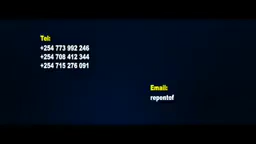 Tel:
+254 773 992 246
+254 708 412 344
+254 715 276 091
Email:
repentof